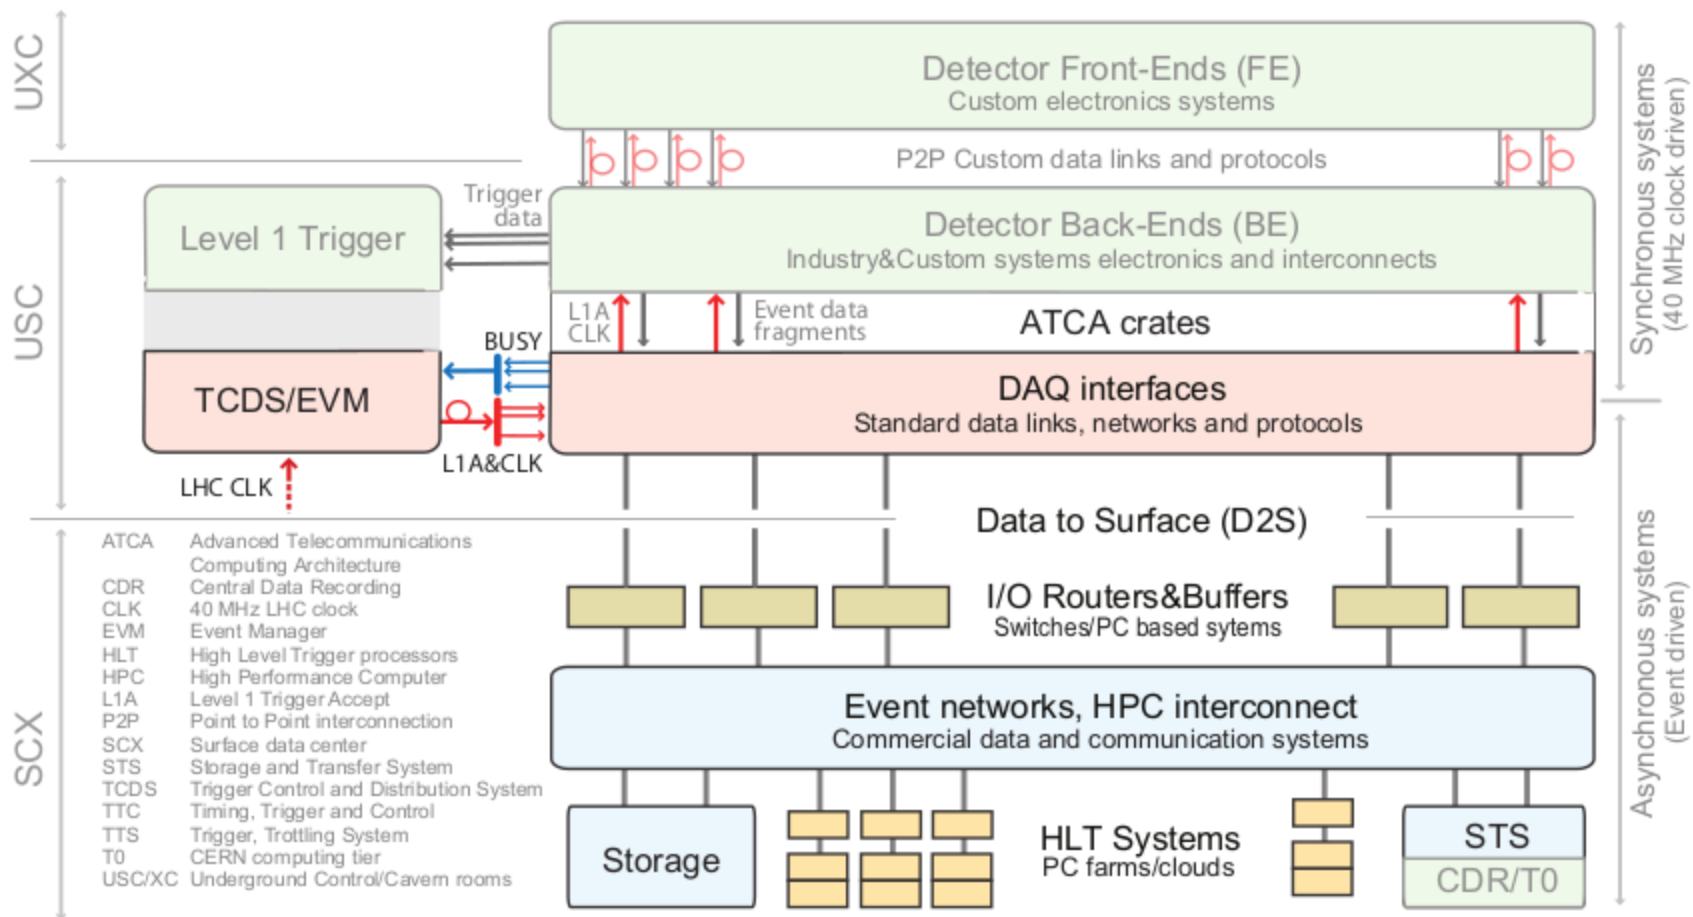 UXC
Detector Front-Ends (FE)
Custom electronics systems
P2P Custom data links and protocols
Synchronous systems
(40 MHz clock driven)
USC
Level 1 Trigger
Trigger
data
Detector Back-Ends (BE)
Industry&Custom systems electronics and interconnects
L1A
CLK
Event data
fragments
ATCA crates
BUSY
TCDS/EVM
DAQ interfaces
Standard data links, networks and protocols
L1A&CLK
LHC CLK
Data to Surface (D2S)
SCX
ATCA Advanced Telecommunications
Computing Architecture
CDR Central Data Recording
CLK 40 MHz LHC clock
EVM Event Manager
HLT High Level Trigger processors
HPC High Performance Computer
L1A Level 1 Trigger Accept
P2P Point to Point interconnection
SCX Surface data center
STS Storage and Transfer System
TCDS Trigger Control and Distribution System
TTC Timing, Trigger and Control
TTS Trigger, Trottling System
T0 CERN computing tier
USC/XC Underground Control/Cavern rooms
I/O Routers&Buffers
Switches/PC based sytems
Event networks, HPC interconnect
Commercial data and communication systems
Storage
HLT Systems
PC farms/clouds
STS
CDR/T0
Asynchronous systems
(Event driven)